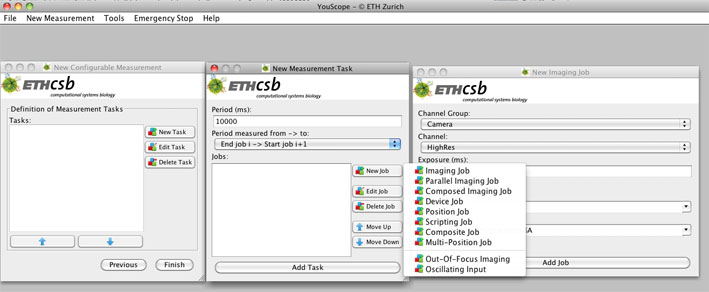 YouScope - © ETH Zurich
File New Measurement Tools Emergency Stop Help
New Configurable Measurement
ETHcsb
computational systems biology
Definition of Measurement Tasks
Tasks:
New Task
Edit Task
Delete Task
Previous
Finish
New Measurement Task
ETHcsb
computational systems biology
Period (ms):
10000
Period measured from -> to:
End job i -> Start job i+1
Jobs:
New Job
Edit Job
Delete Job
Move Up
Move Down
Add Task
Imaging Job
Parallel Imaging Job
Composed Imaging Job
Device Job
Position Job
Scripting Job
Composite Job
Multi-Position Job
Out-Of-Focus Imaging
Oscillating Input
New Imaging Job
ETHcsb
computational systems biology
Channel Group:
Camera
Channel:
HighRes
Exposure (ms):
Add Job